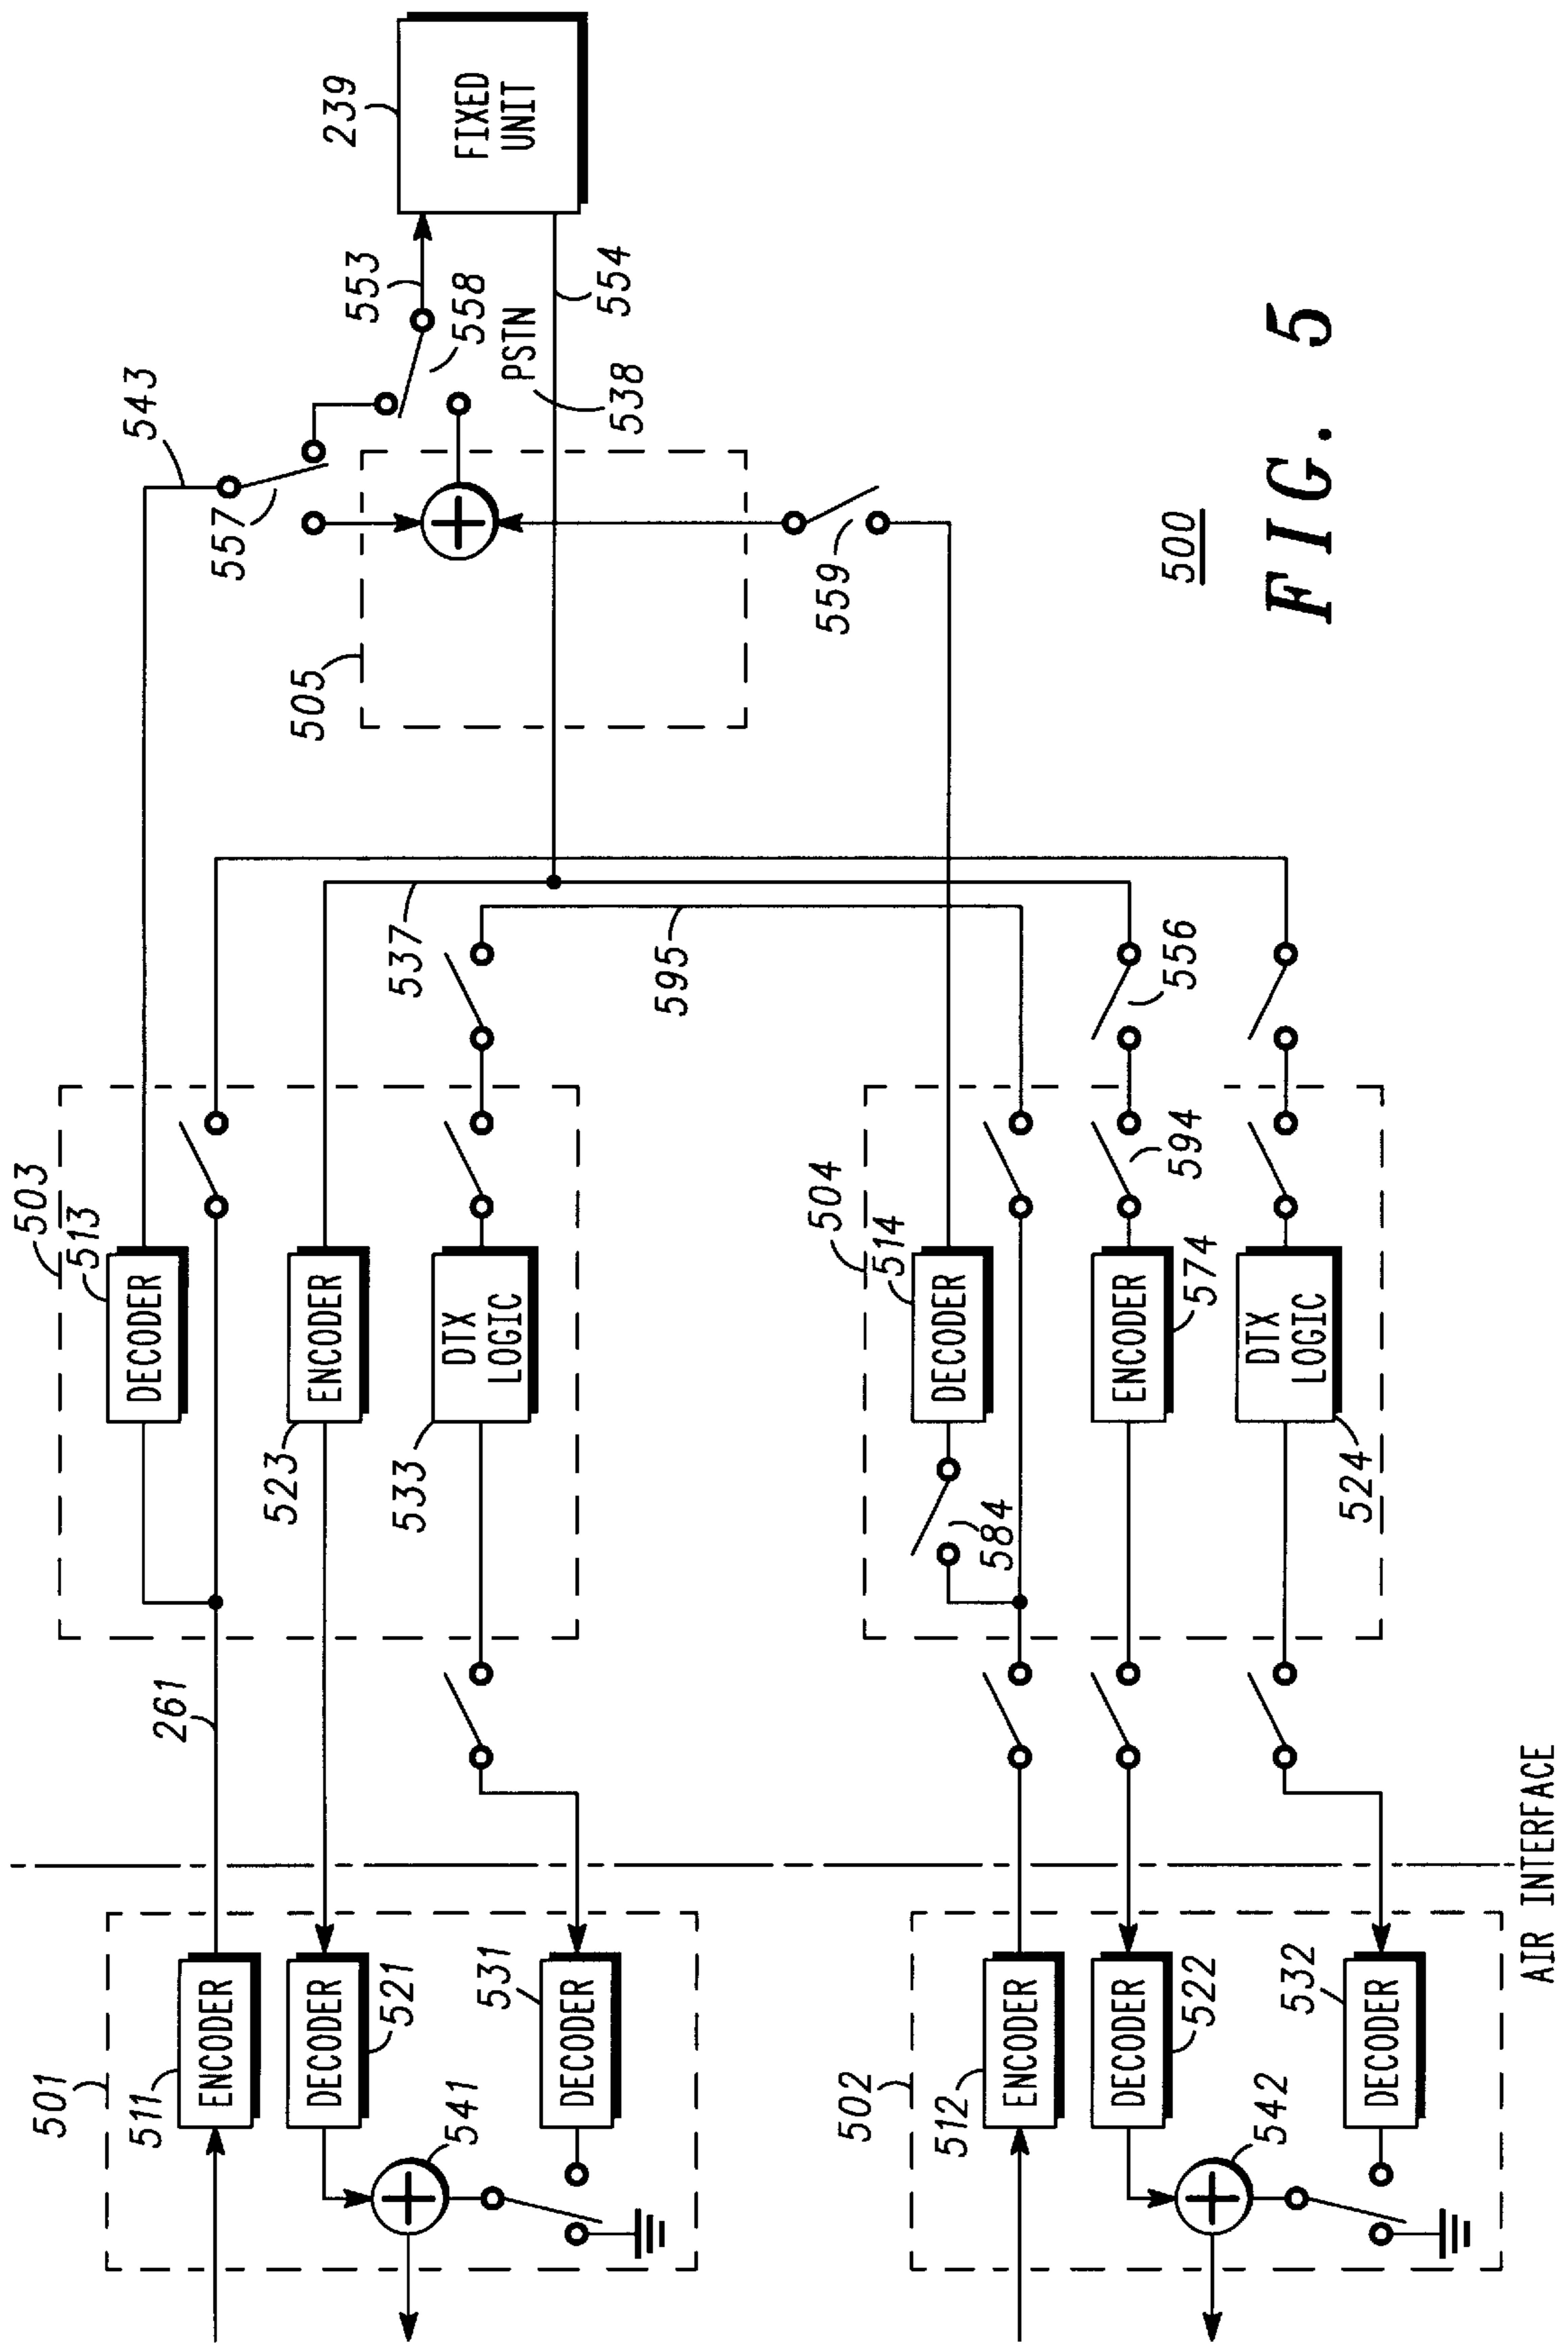 501
511
ENCODER
DECODER
521
541
531
DECODER
261
503
513
DECODER
523
ENCODER
533
DTX
LOGIC
537
595
543
557
505
553
558
PSTN
538
554
239
FIXED
UNIT
559
502
512
ENCODER
DECODER
522
542
532
DECODER
504
514
DECODER
584
ENCODER
574
594
556
DTX
LOGIC
524
AIR INTERFACE
500
FIG. 5